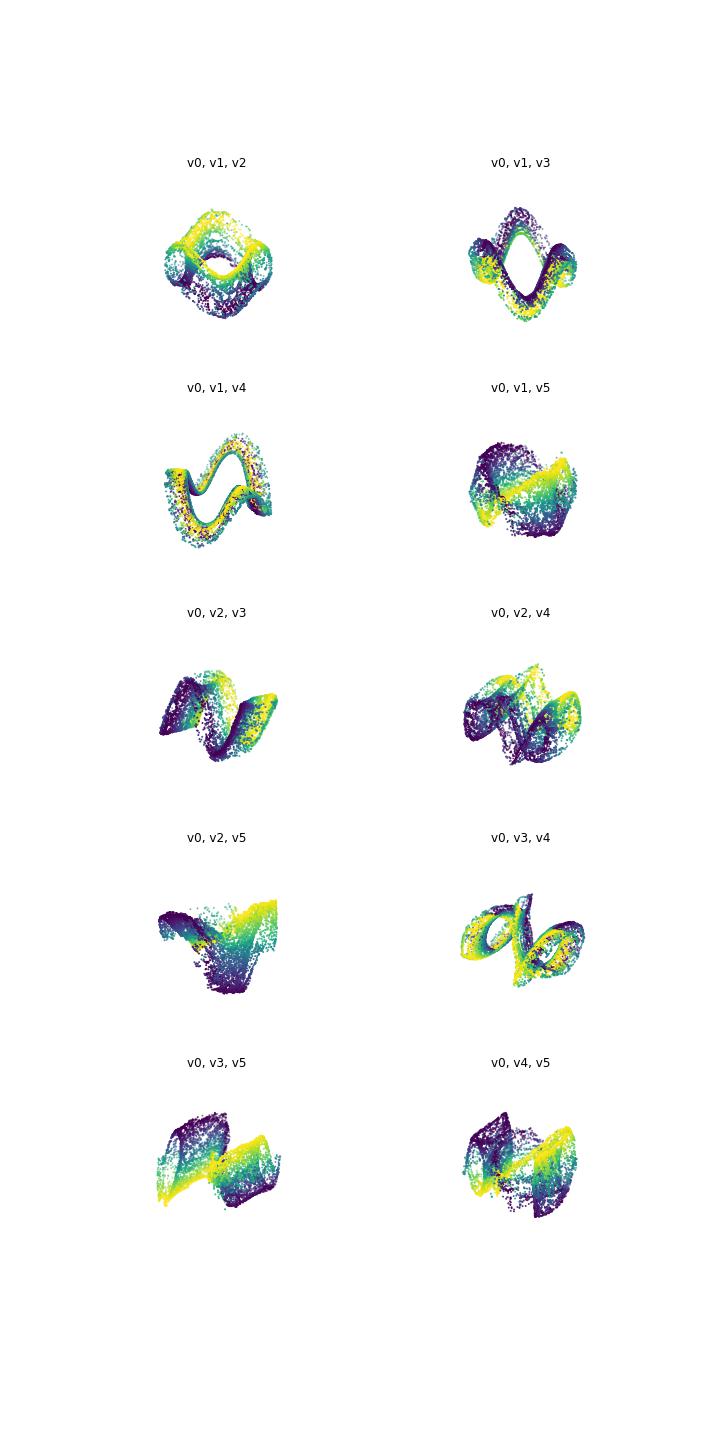 v0, v1, v2
v0, v1, v3
v0, v1, v4
v0, v1, v5
v0, v2, v3
v0, v2, v4
v0, v2, v5
v0, v3, v4
v0, v3, v5
v0, v4, v5